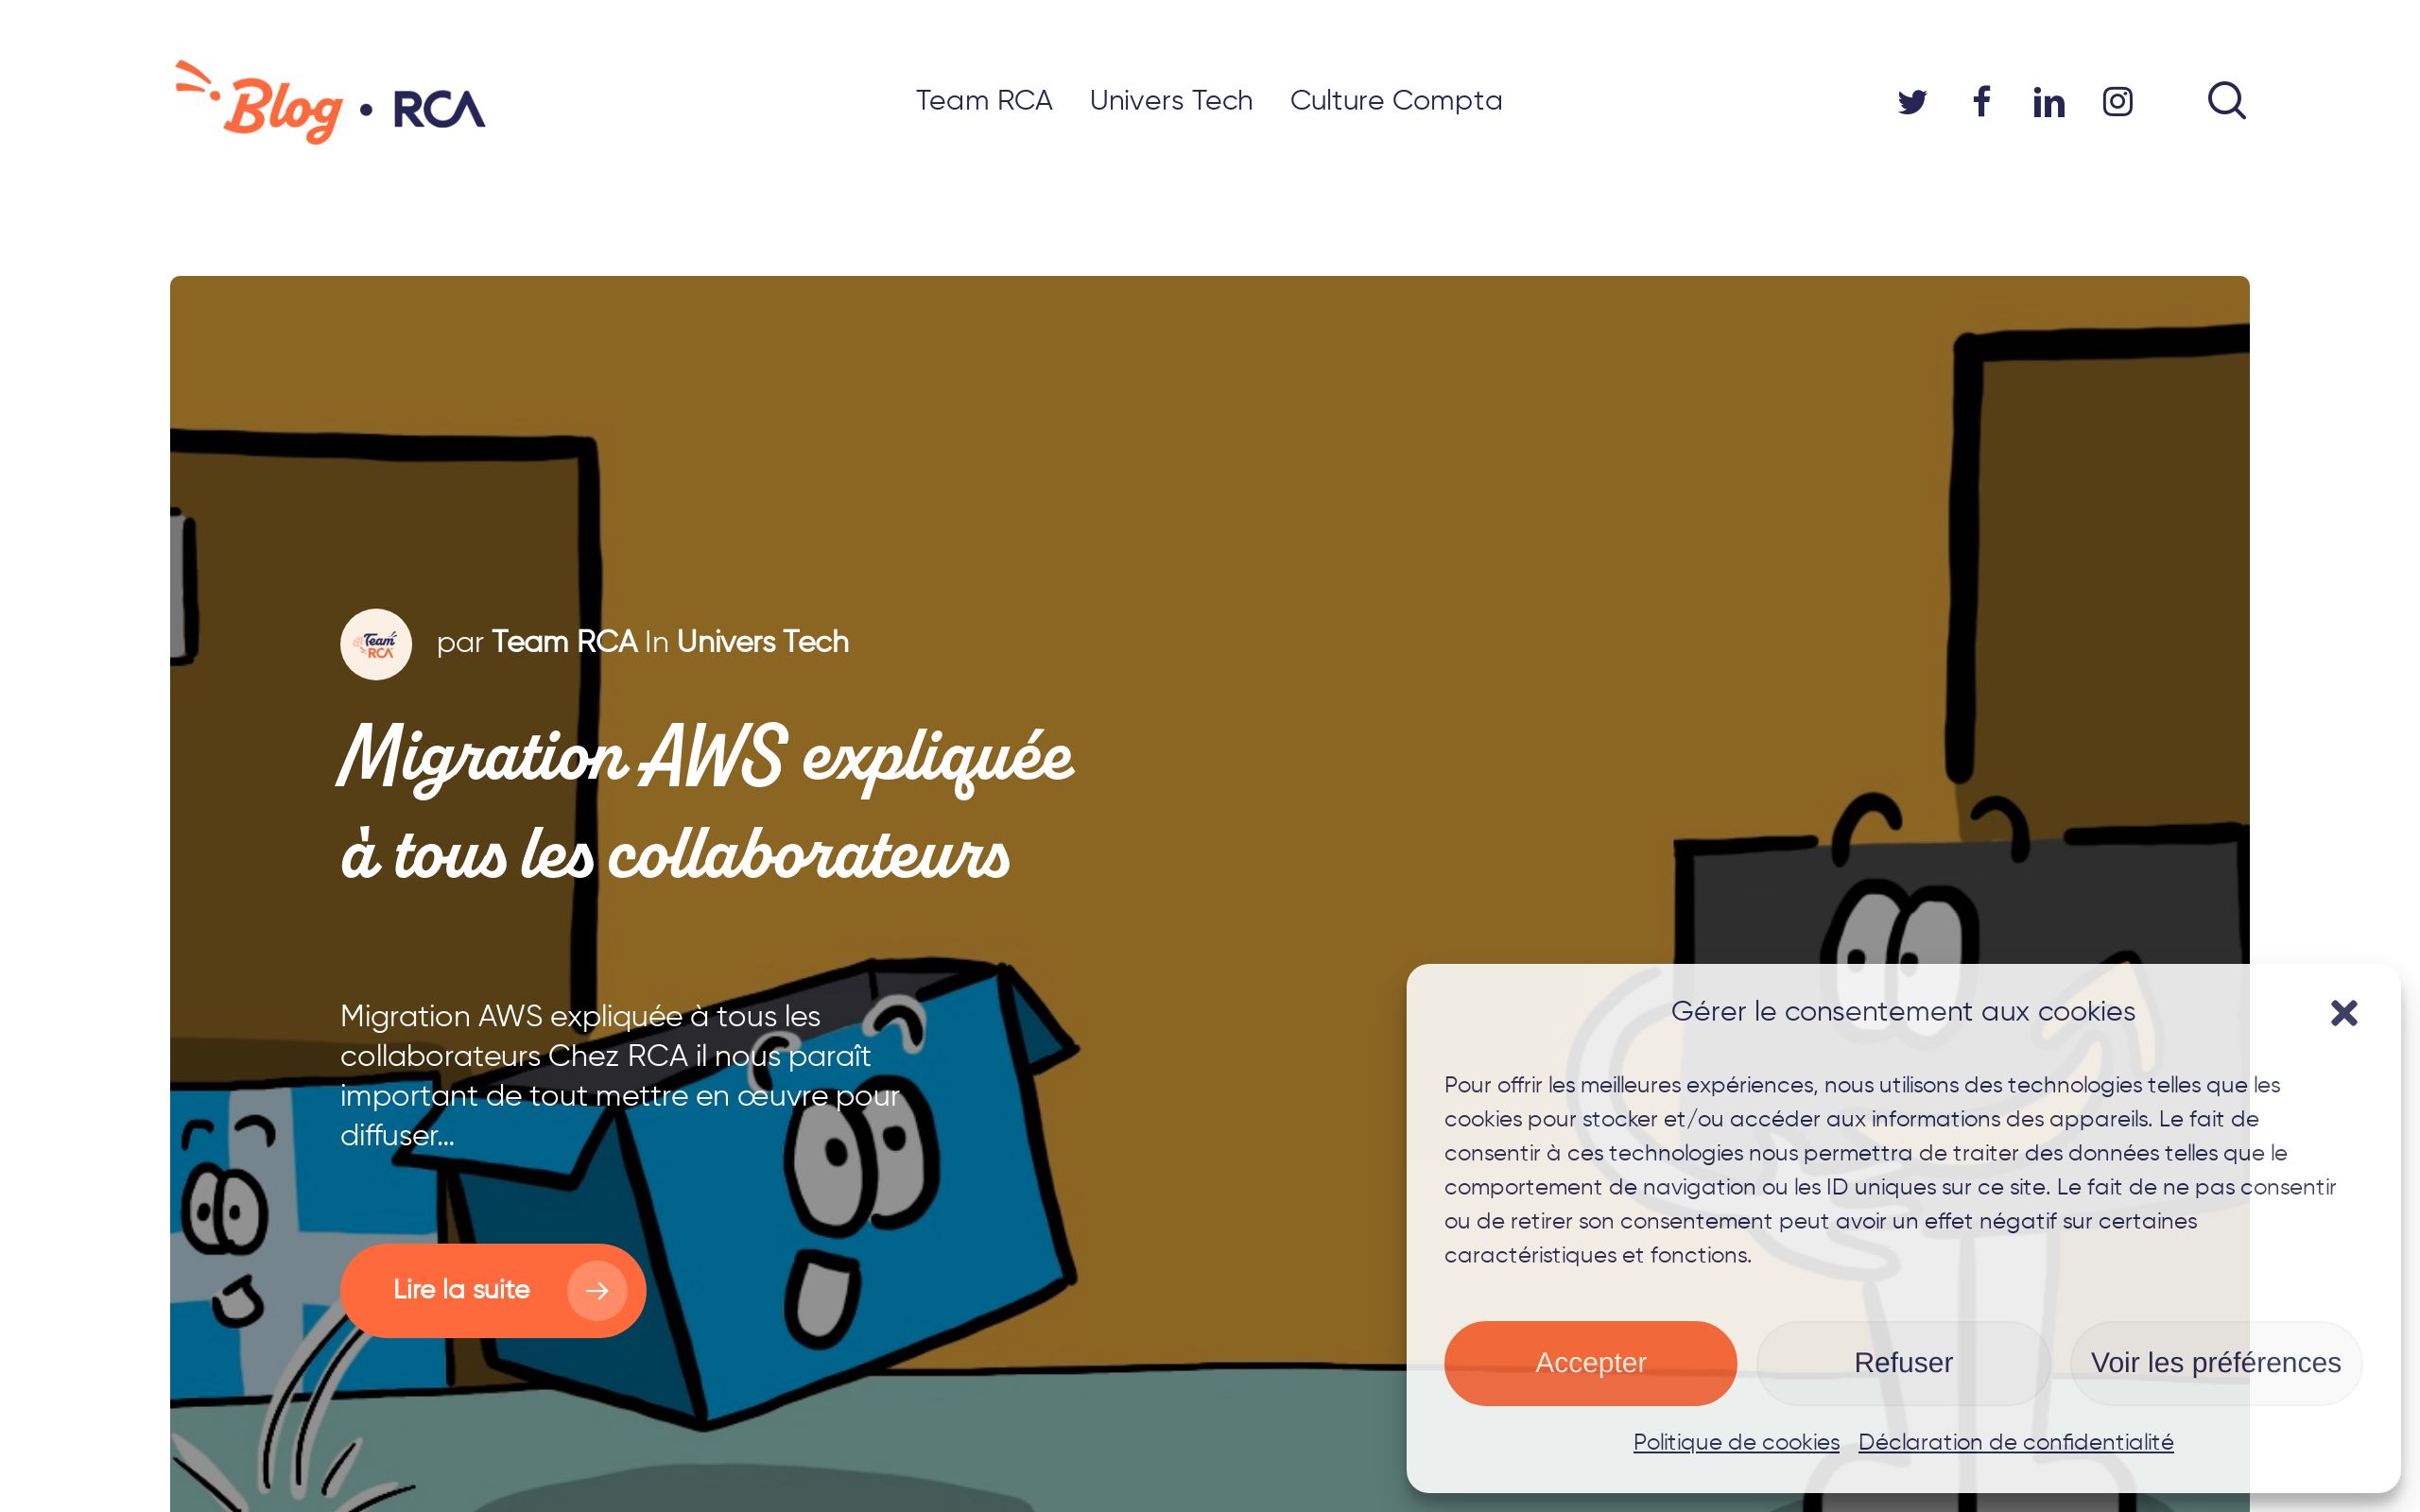 Blog • RCA
Team RCA
Univers Tech
Culture Compta
Team RCA
par Team RCA In Univers Tech
Migration AWS expliquée
à tous les collaborateurs
Migration AWS expliquée à tous les
collaborateurs Chez RCA il nous paraît
important de tout mettre en œuvre pour
diffuser...
Lire la suite
Gérer le consentement aux cookies
Pour offrir les meilleures expériences, nous utilisons des technologies telles que les
cookies pour stocker et/ou accéder aux informations des appareils. Le fait de
consentir à ces technologies nous permettra de traiter des données telles que le
comportement de navigation ou les ID uniques sur ce site. Le fait de ne pas consentir
ou de retirer son consentement peut avoir un effet négatif sur certaines
caractéristiques et fonctions.
Accepter
Refuser
Voir les préférences
Politique de cookies
Déclaration de confidentialité